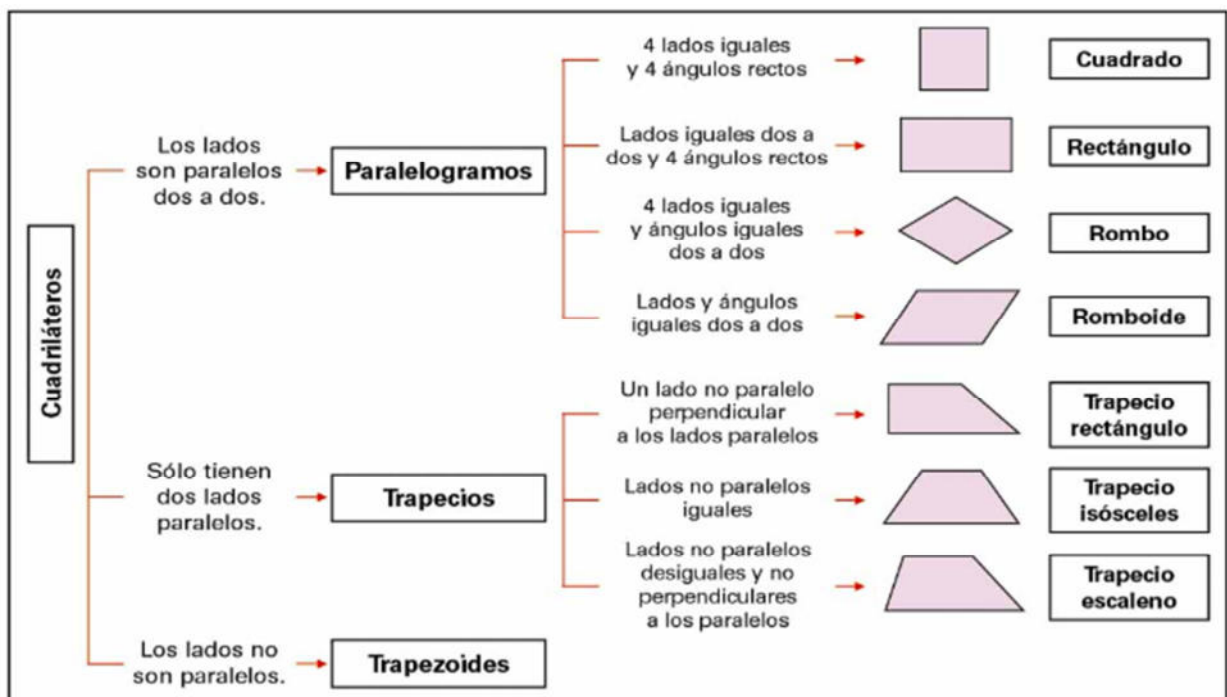 Cuadriláteros
Los lados
son paralelos
dos a dos.
Paralelogramos
4 lados iguales
y 4 ángulos rectos
Cuadrado
Lados iguales dos a
dos y 4 ángulos rectos
Rectángulo
4 lados iguales
y ángulos iguales
dos a dos
Rombo
Lados y ángulos
iguales dos a dos
Romboide
Sólo tienen
dos lados
paralelos.
Trapecios
Un lado no paralelo
perpendicular
a los lados paralelos
Trapecio
rectángulo
Lados no paralelos
iguales
Trapecio
isósceles
Lados no paralelos
desiguales y no
perpendiculares
a los paralelos
Trapecio
escaleno
Los lados no
son paralelos.
Trapezoides